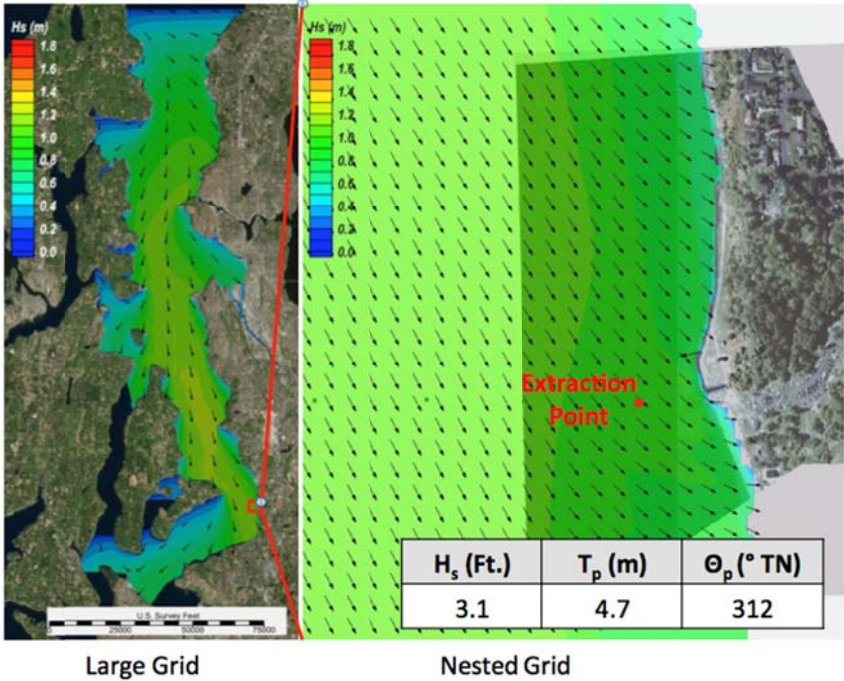 Hs (m)
1.8
1.6
1.4
1.2
1.0
0.8
0.6
0.4
0.2
0.0
U.S. Survey Feet
0 25000 50000 75000
Hs (m)
1.8
1.6
1.4
1.2
1.0
0.8
0.6
0.4
0.2
0.0
Extraction
Point
Hs (Ft.) Tp (m) Θp (° TN)
3.1 4.7 312
Large Grid
Nested Grid